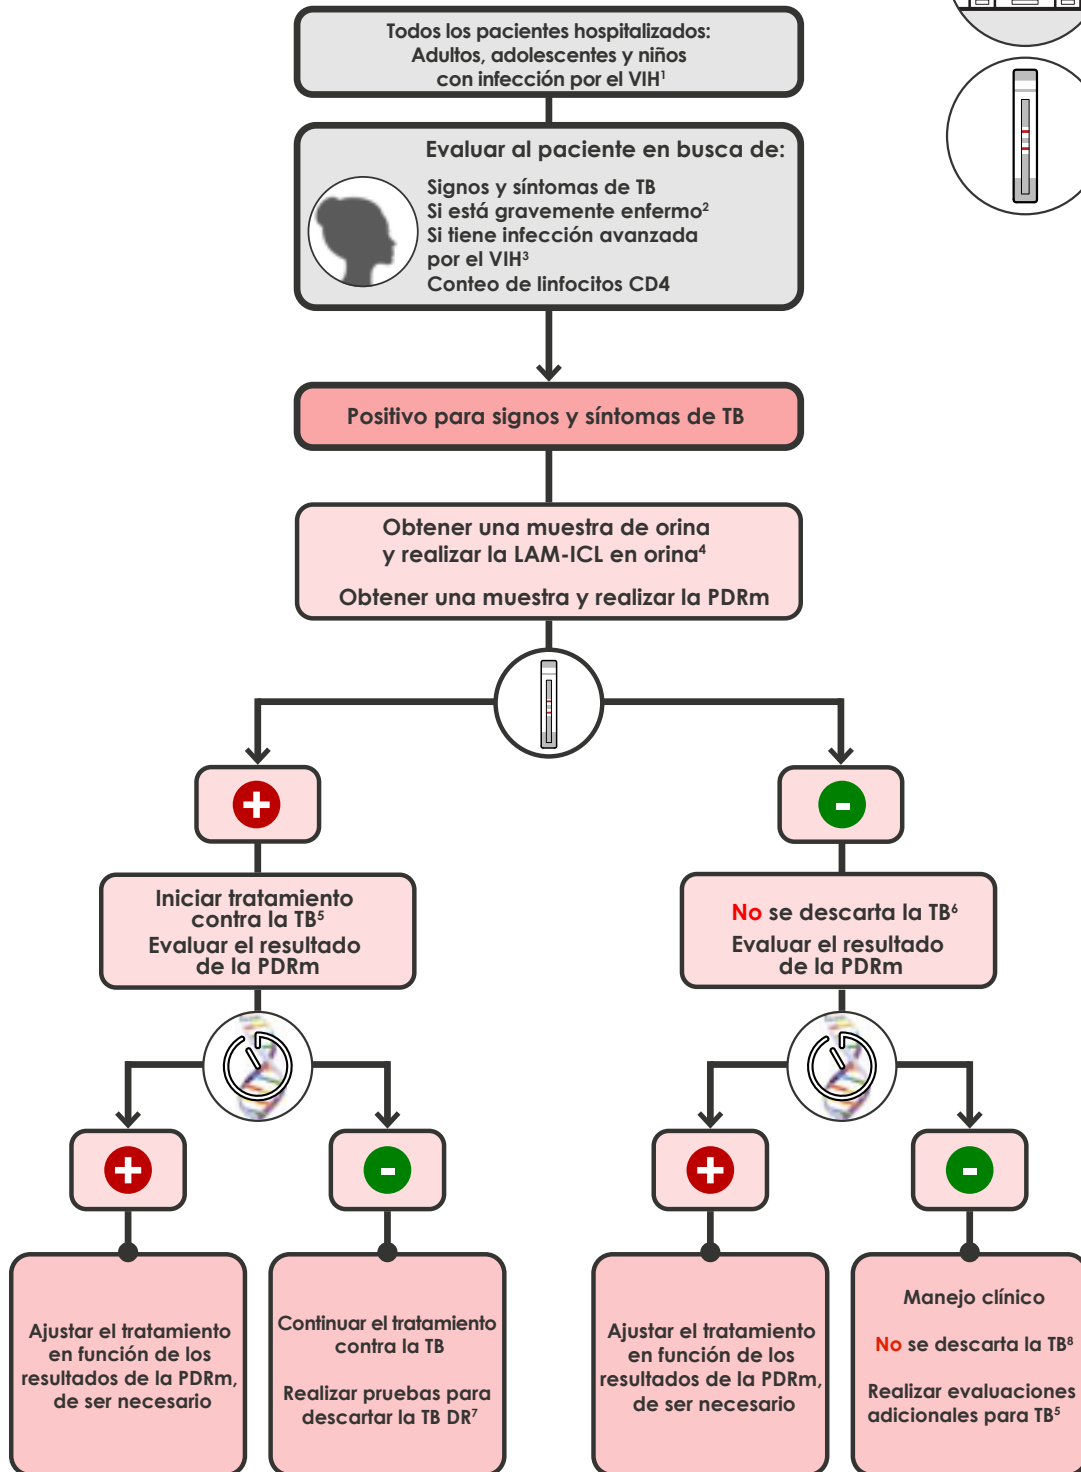 Todos los pacientes hospitalizados:
Adultos, adolescentes y niños
con infección por el VIH¹
Evaluar al paciente en busca de:
Signos y síntomas de TB
Si está gravemente enfermo²
Si tiene infección avanzada
por el VIH³
Conteo de linfocitos CD4
Positivo para signos y síntomas de TB
Obtener una muestra de orina
y realizar la LAM-ICL en orina⁴
Obtener una muestra y realizar la PDRm
+
-
Iniciar tratamiento
contra la TB⁵
Evaluar el resultado
de la PDRm
No se descarta la TB⁶
Evaluar el resultado
de la PDRm
+
-
+
-
Ajustar el tratamiento
en función de los
resultados de la PDRm,
de ser necesario
Continuar el tratamiento
contra la TB
Realizar pruebas para
descartar la TB DR⁷
Ajustar el tratamiento
en función de los
resultados de la PDRm,
de ser necesario
Manejo clínico
No se descarta la TB⁸
Realizar evaluaciones
adicionales para TB⁵